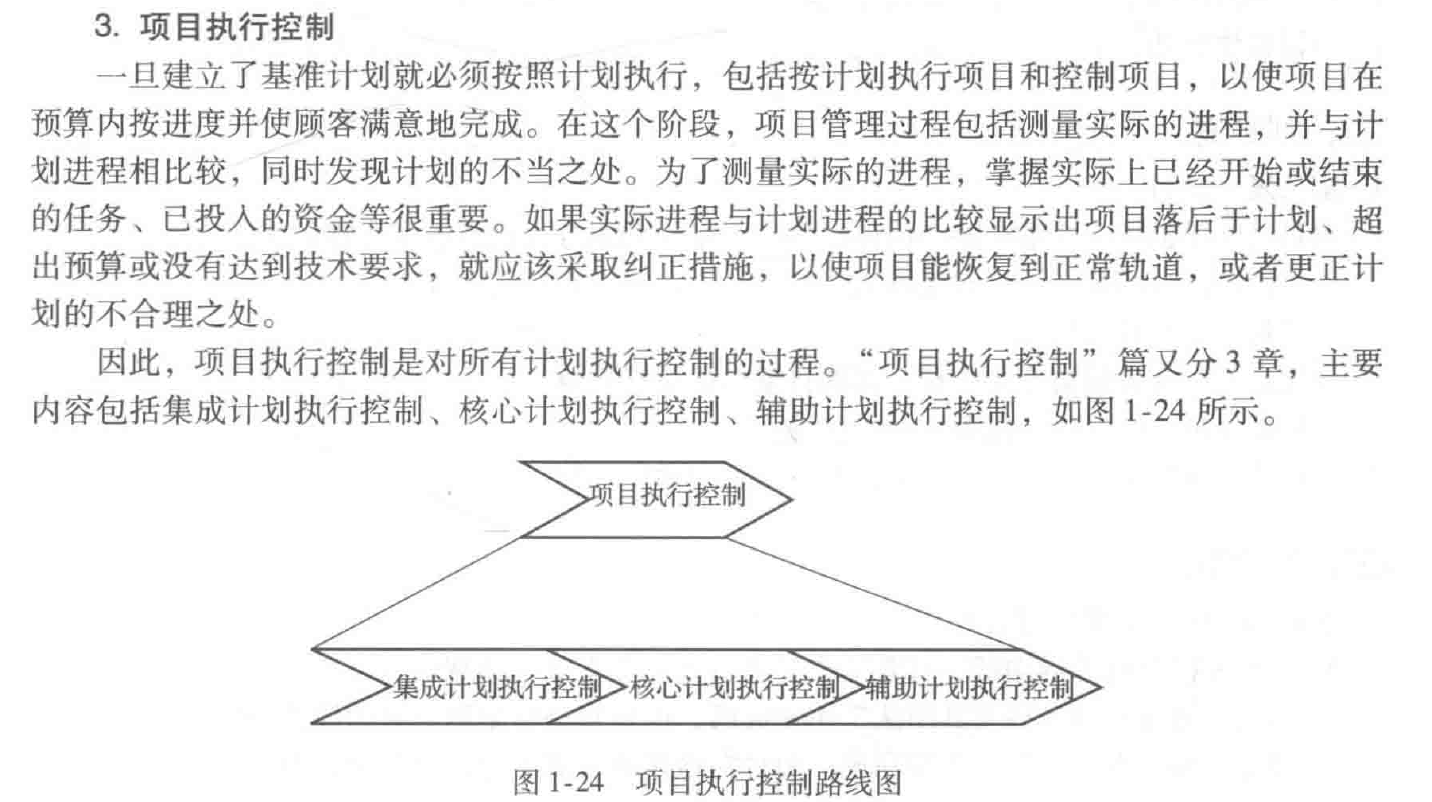 3. 项目执行控制
一旦建立了基准计划就必须按照计划执行，包括按计划执行项目和控制项目，以使项目在
预算内按进度并使顾客满意地完成。在这个阶段，项目管理过程包括测量实际的进程，并与计
划进程相比较，同时发现计划的不当之处。为了测量实际的进程，掌握实际上已经开始或结束
的任务、已投入的资金等很重要。如果实际进程与计划进程的比较显示出项目落后于计划、超
出预算或没有达到技术要求，就应该采取纠正措施，以使项目能恢复到正常轨道，或者更正计
划的不合理之处。
因此，项目执行控制是对所有计划执行控制的过程。“项目执行控制”篇又分 3 章，主要
内容包括集成计划执行控制、核心计划执行控制、辅助计划执行控制，如图 1-24 所示。
项目执行控制
集成计划执行控制 核心计划执行控制 辅助计划执行控制
图 1-24 项目执行控制路线图